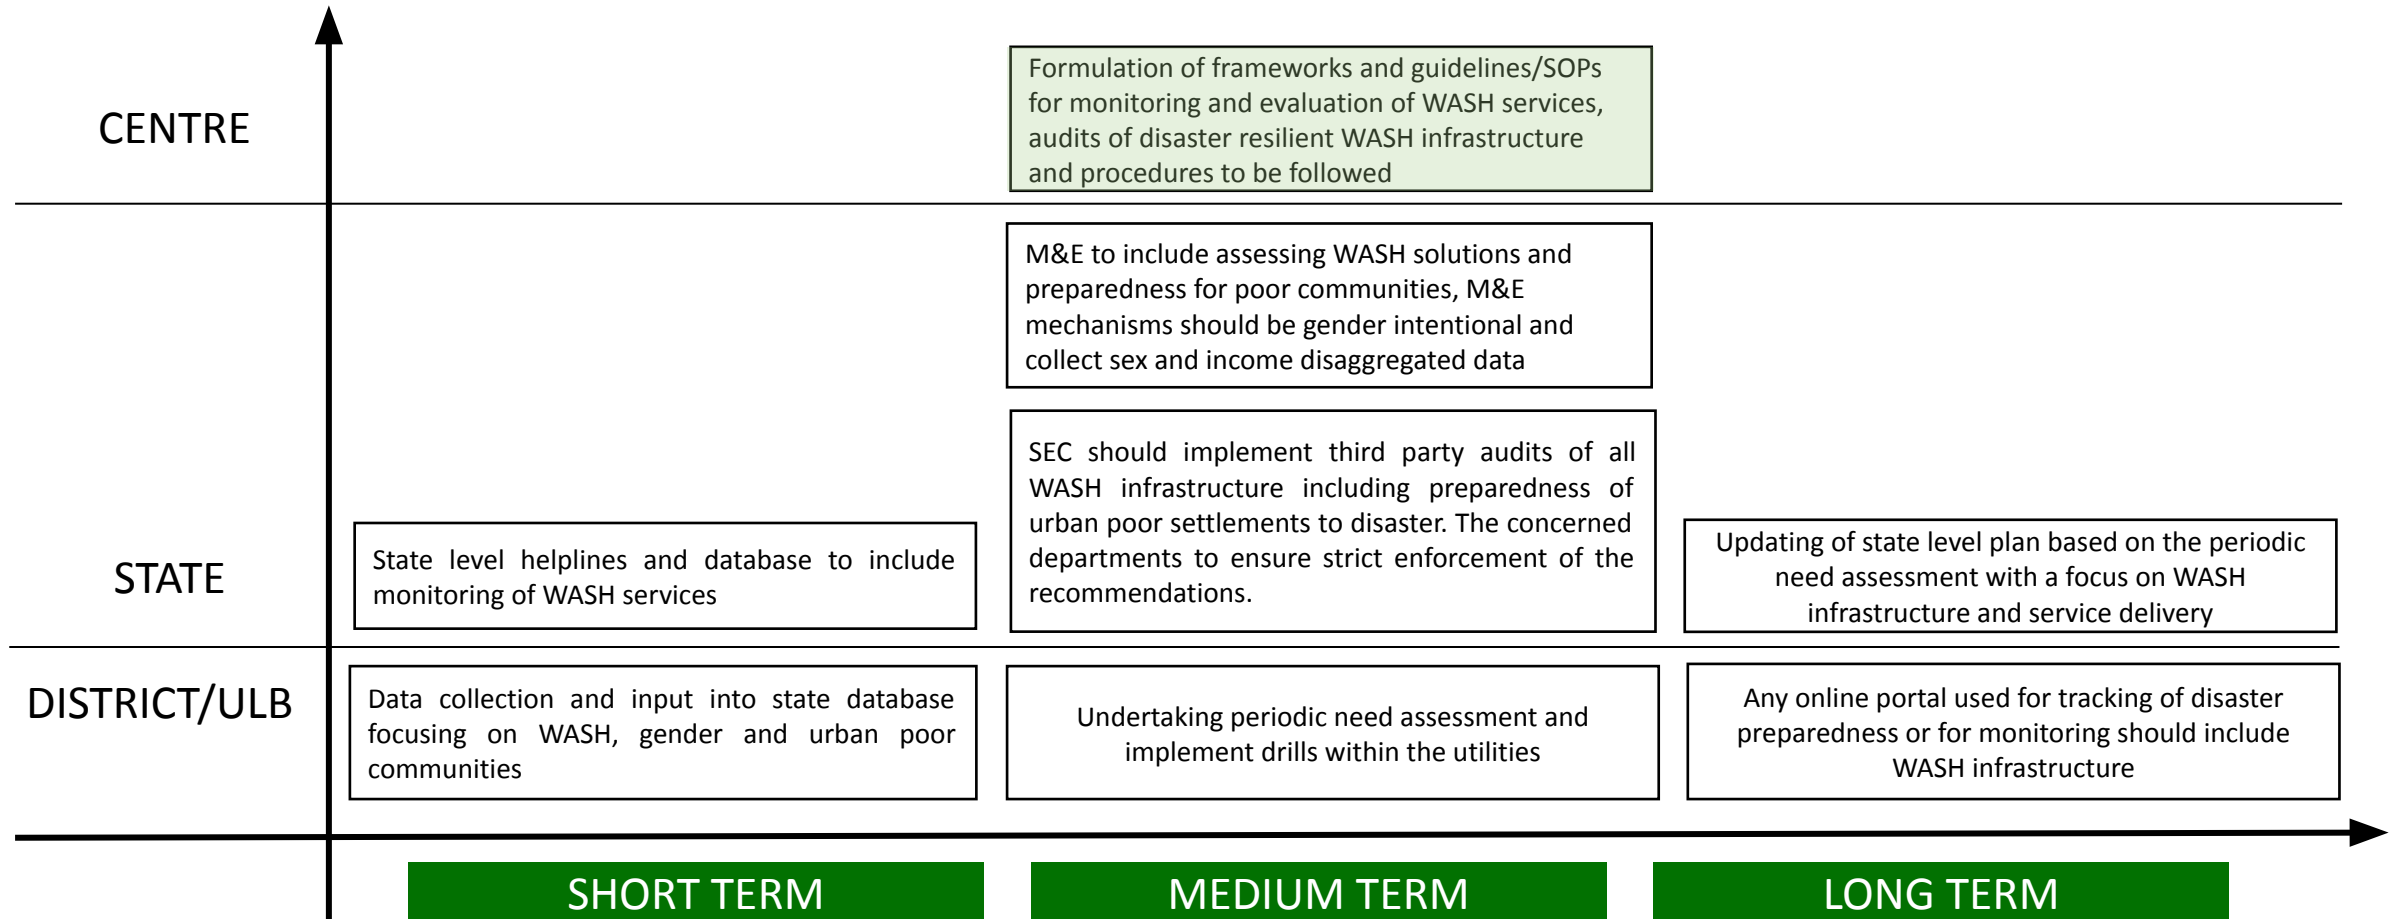 CENTRE
Formulation of frameworks and guidelines/SOPs
for monitoring and evaluation of WASH services,
audits of disaster resilient WASH infrastructure
and procedures to be followed
M&E to include assessing WASH solutions and
preparedness for poor communities, M&E
mechanisms should be gender intentional and
collect sex and income disaggregated data
STATE
State level helplines and database to include
monitoring of WASH services
SEC should implement third party audits of all
WASH infrastructure including preparedness of
urban poor settlements to disaster. The concerned
departments to ensure strict enforcement of the
recommendations.
Updating of state level plan based on the periodic
need assessment with a focus on WASH
infrastructure and service delivery
DISTRICT/ULB
Data collection and input into state database
focusing on WASH, gender and urban poor
communities
Undertaking periodic need assessment and
implement drills within the utilities
Any online portal used for tracking of disaster
preparedness or for monitoring should include
WASH infrastructure
SHORT TERM
MEDIUM TERM
LONG TERM